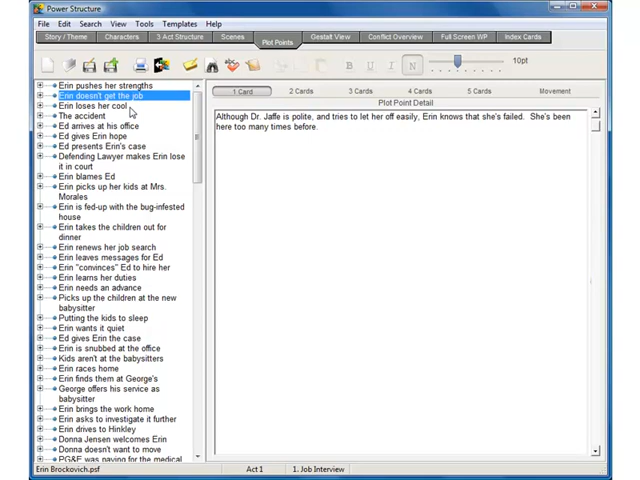 Power Structure
File Edit Search View Tools Templates Help
Story / Theme Characters 3 Act Structure Scenes Plot Points Gestalt View Conflict Overview Full Screen WP Index Cards
B I U N 10pt
1 Card 2 Cards 3 Cards 4 Cards 5 Cards Movement
Plot Point Detail
Although Dr. Jaffe is polite, and tries to let her off easily, Erin knows that she's failed. She's been
here too many times before.
Erin pushes her strengths
Erin doesn't get the job
Erin loses her cool
The accident
Ed arrives at his office
Ed gives Erin hope
Ed presents Erin's case
Defending Lawyer makes Erin lose
it in court
Erin blames Ed
Erin picks up her kids at Mrs.
Morales
Erin is fed-up with the bug-infested
house
Erin takes the children out for
dinner
Erin renews her job search
Erin leaves messages for Ed
Erin "convinces" Ed to hire her
Erin learns her duties
Erin needs an advance
Picks up the children at the new
babysitter
Putting the kids to sleep
Erin wants it quiet
Ed gives Erin the case
Erin is snubbed at the office
Kids aren't at the babysitters
Erin races home
Erin finds them at George's
George offers his service as
babysitter
Erin brings the work home
Erin asks to investigate it further
Erin drives to Hinkley
Donna Jensen welcomes Erin
Donna doesn't want to move
PG&E was paying for the medical
Erin Brockovich.psf Act 1 1. Job Interview